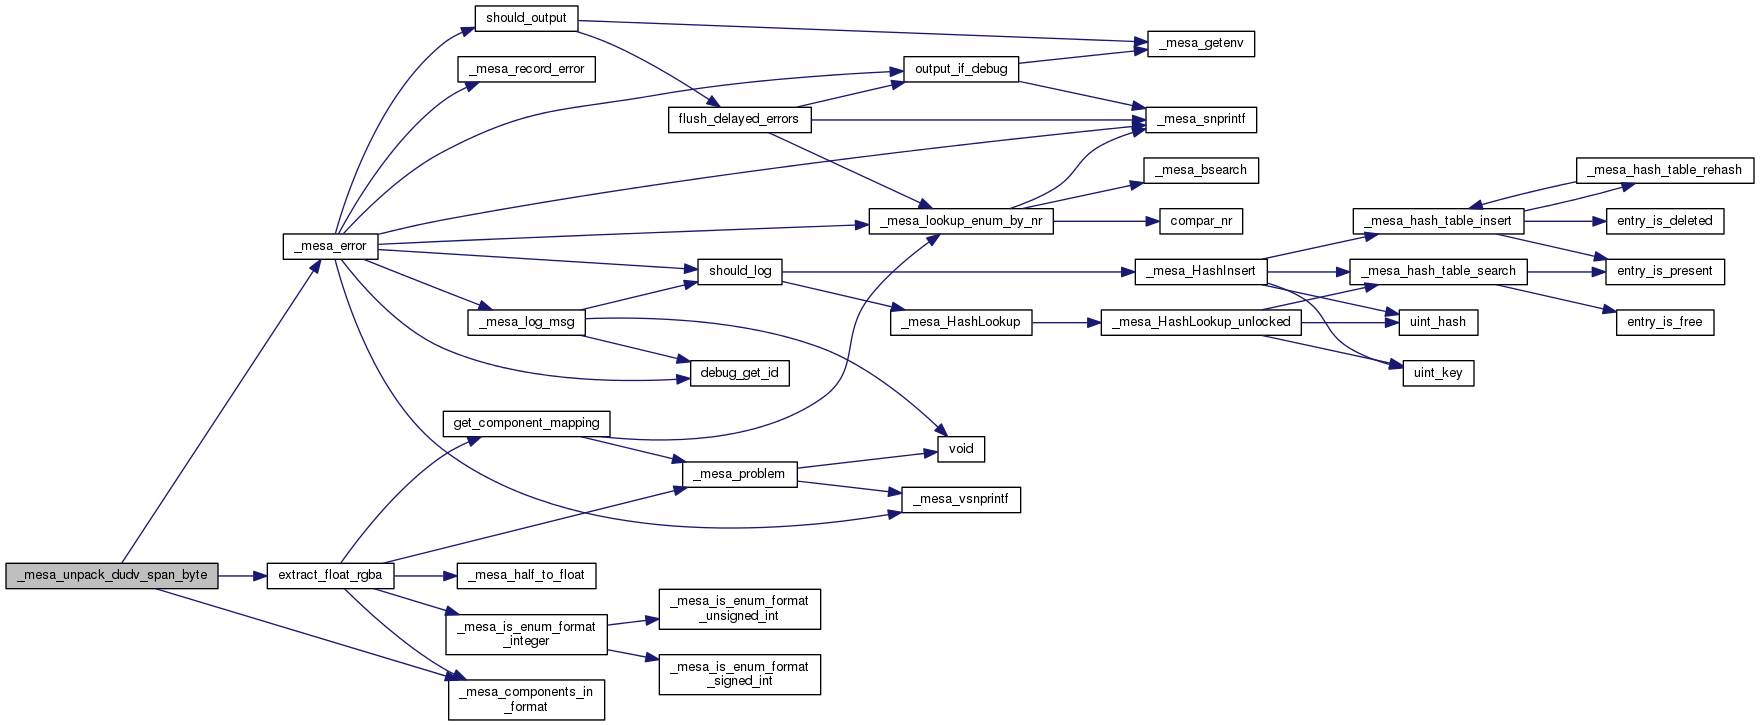 should_output
_mesa_getenv
_mesa_record_error
output_if_debug
flush_delayed_errors
_mesa_snprintf
_mesa_bsearch
_mesa_hash_table_rehash
_mesa_lookup_enum_by_nr
compar_nr
_mesa_hash_table_insert
entry_is_deleted
_mesa_error
should_log
_mesa_HashInsert
_mesa_hash_table_search
entry_is_present
_mesa_log_msg
_mesa_HashLookup
_mesa_HashLookup_unlocked
uint_hash
entry_is_free
debug_get_id
uint_key
get_component_mapping
void
_mesa_problem
_mesa_vsnprintf
_mesa_unpack_dudv_span_byte
extract_float_rgba
_mesa_half_to_float
_mesa_is_enum_format
_unsigned_int
_mesa_is_enum_format
_integer
_mesa_is_enum_format
_signed_int
_mesa_components_in
_format